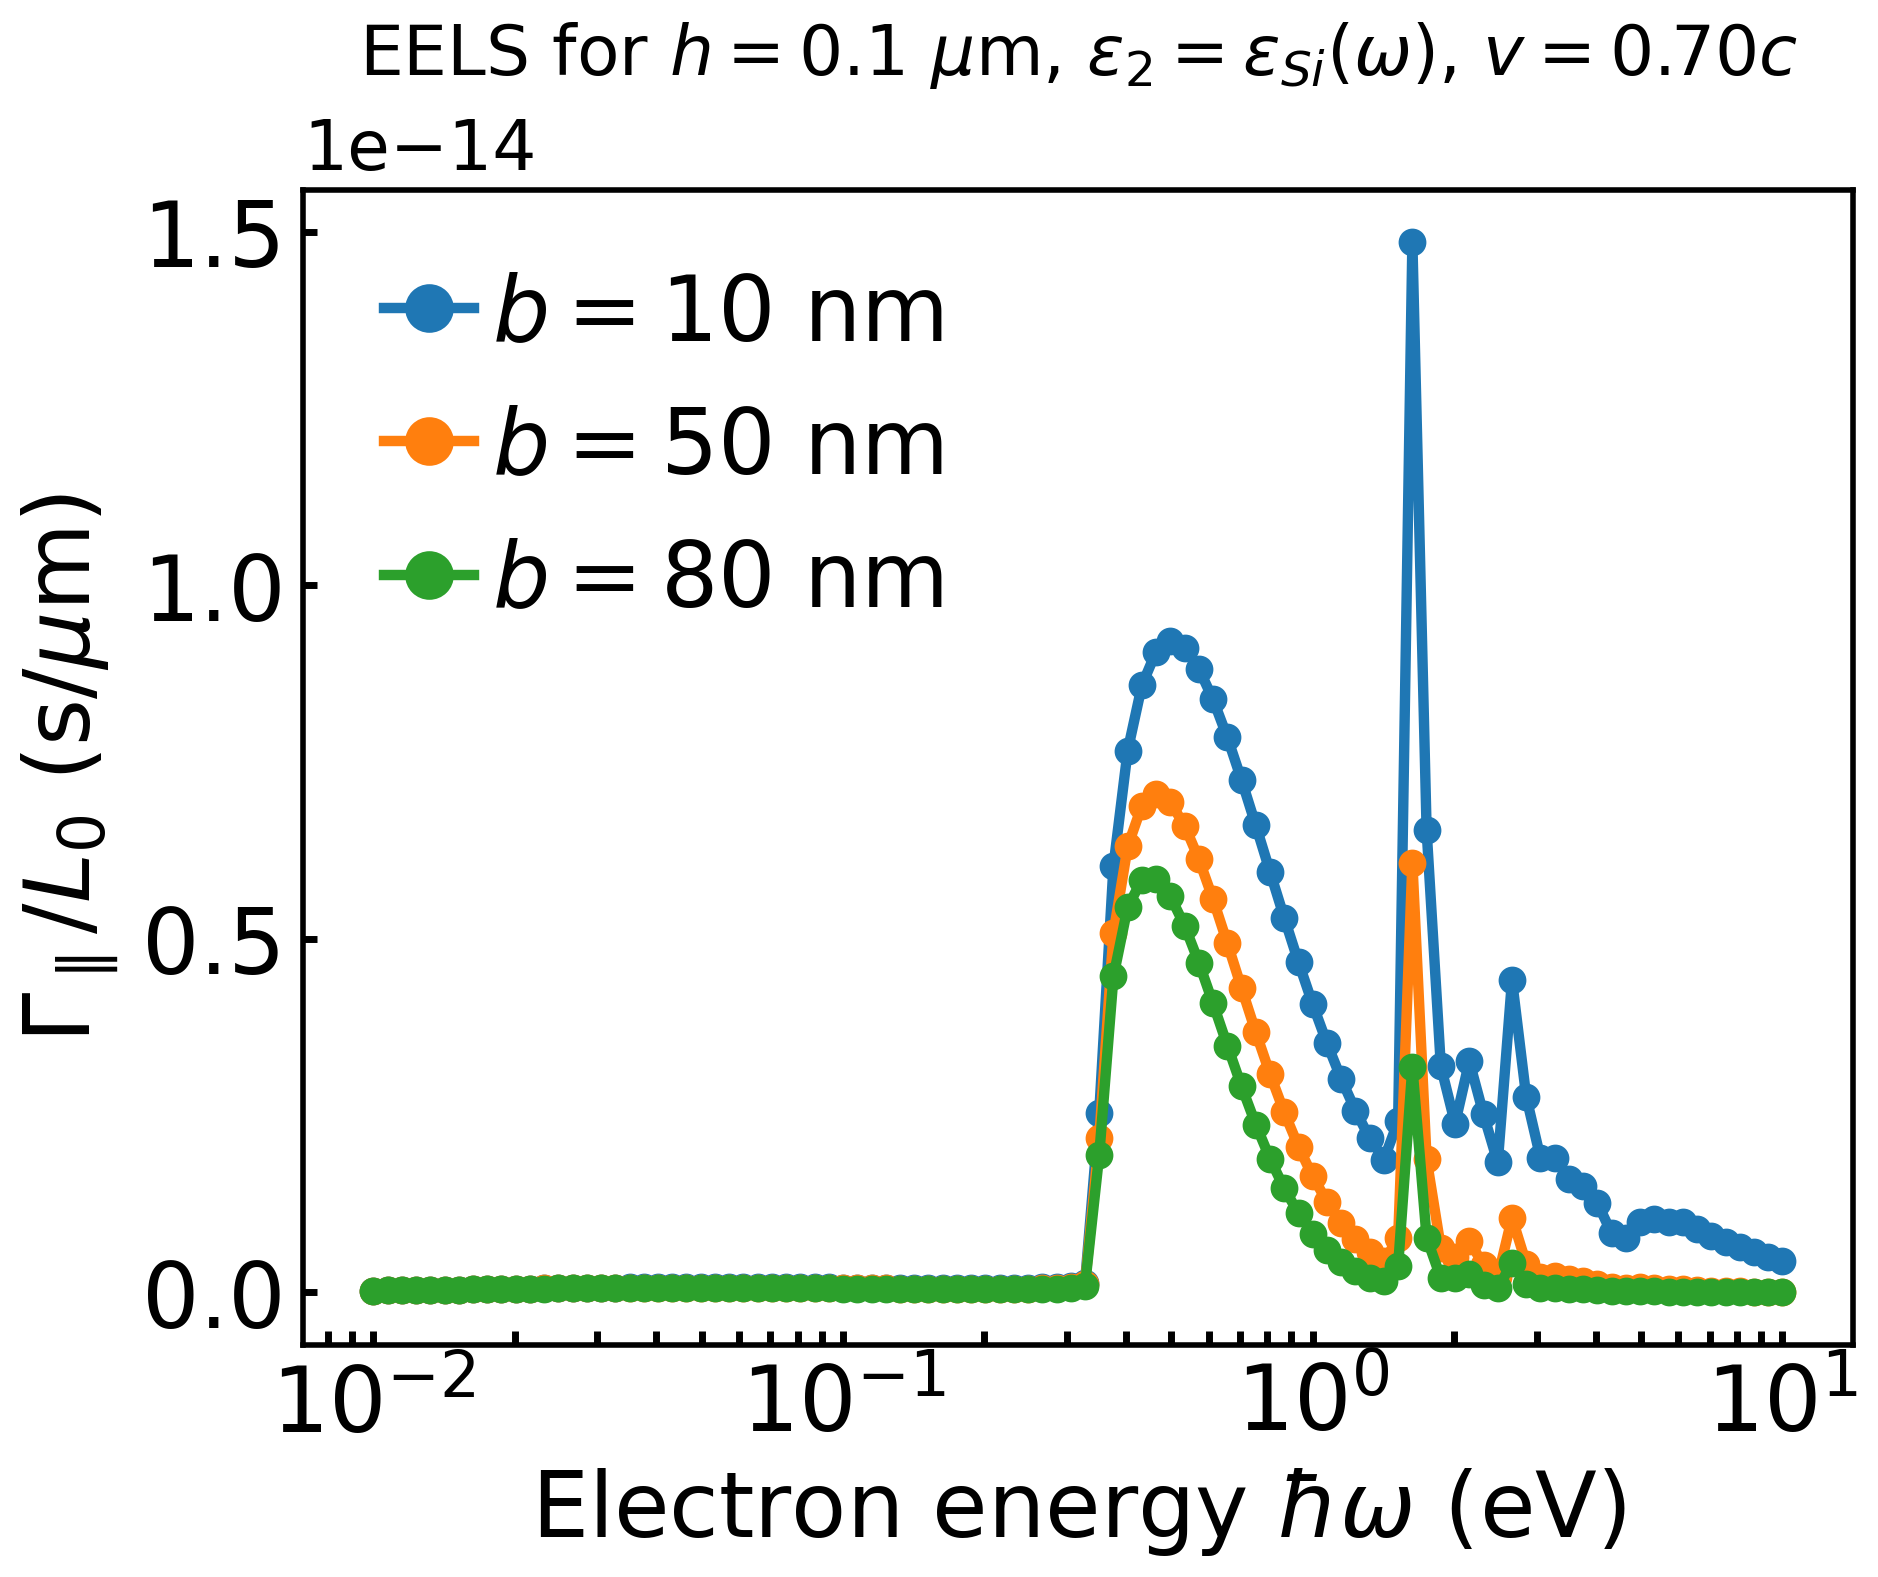 EELS for h = 0.1 μm, ε₂ = ε_Si(ω), v = 0.70c
1e−14
1.5
1.0
0.5
0.0
Γ∥/L₀ (s/μm)
b = 10 nm
b = 50 nm
b = 80 nm
10⁻² 10⁻¹ 10⁰ 10¹
Electron energy ħω (eV)